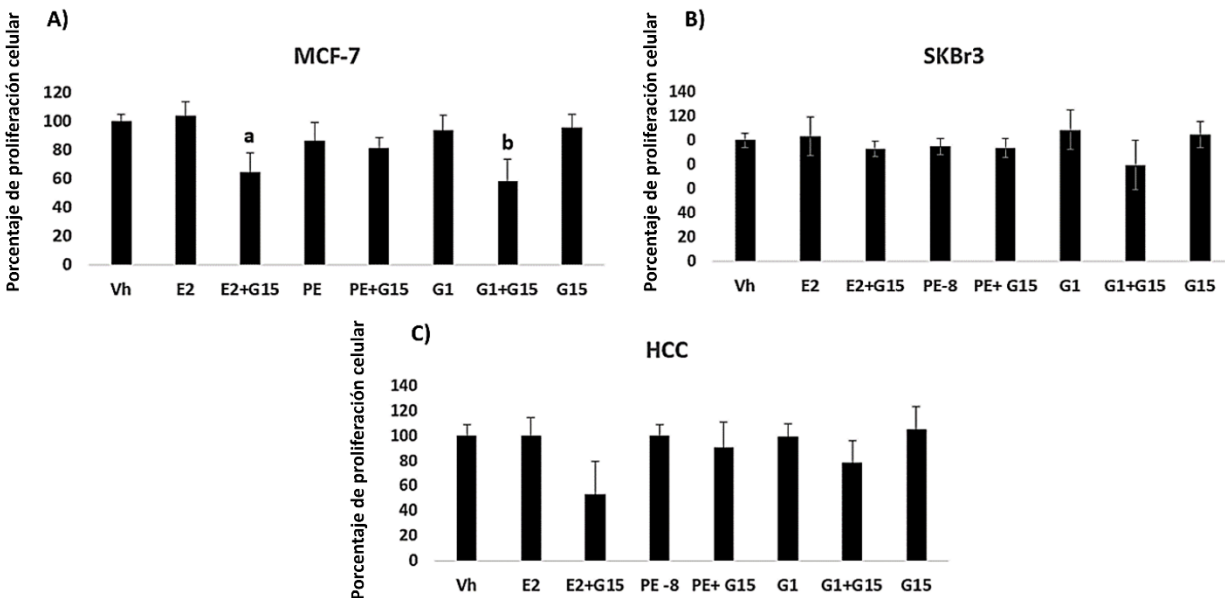 A)
MCF-7
Porcentaje de proliferación celular
120
100
80
60
40
20
0
a
b
Vh E2 E2+G15 PE PE+G15 G1 G1+G15 G15
B)
SKBr3
Porcentaje de proliferación celular
140
120
0
0
0
40
20
0
Vh E2 E2+G15 PE-8 PE+ G15 G1 G1+G15 G15
C)
HCC
Porcentaje de proliferación celular
140
120
100
80
60
40
20
0
Vh E2 E2+G15 PE -8 PE+ G15 G1 G1+G15 G15